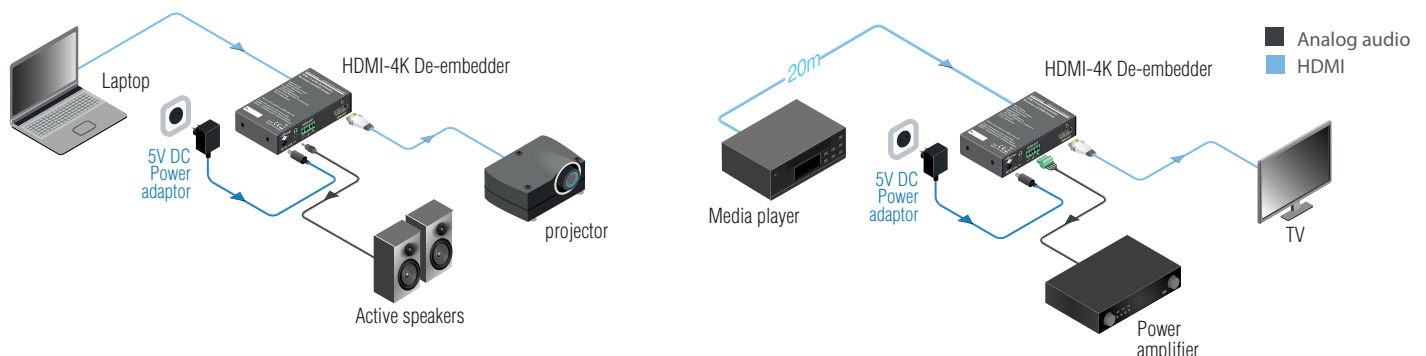 Laptop
HDMI-4K De-embedder
5V DC
Power
adaptor
projector
Active speakers
20m
HDMI-4K De-embedder
Analog audio
HDMI
Media player
5V DC
Power
adaptor
TV
Power
amplifier